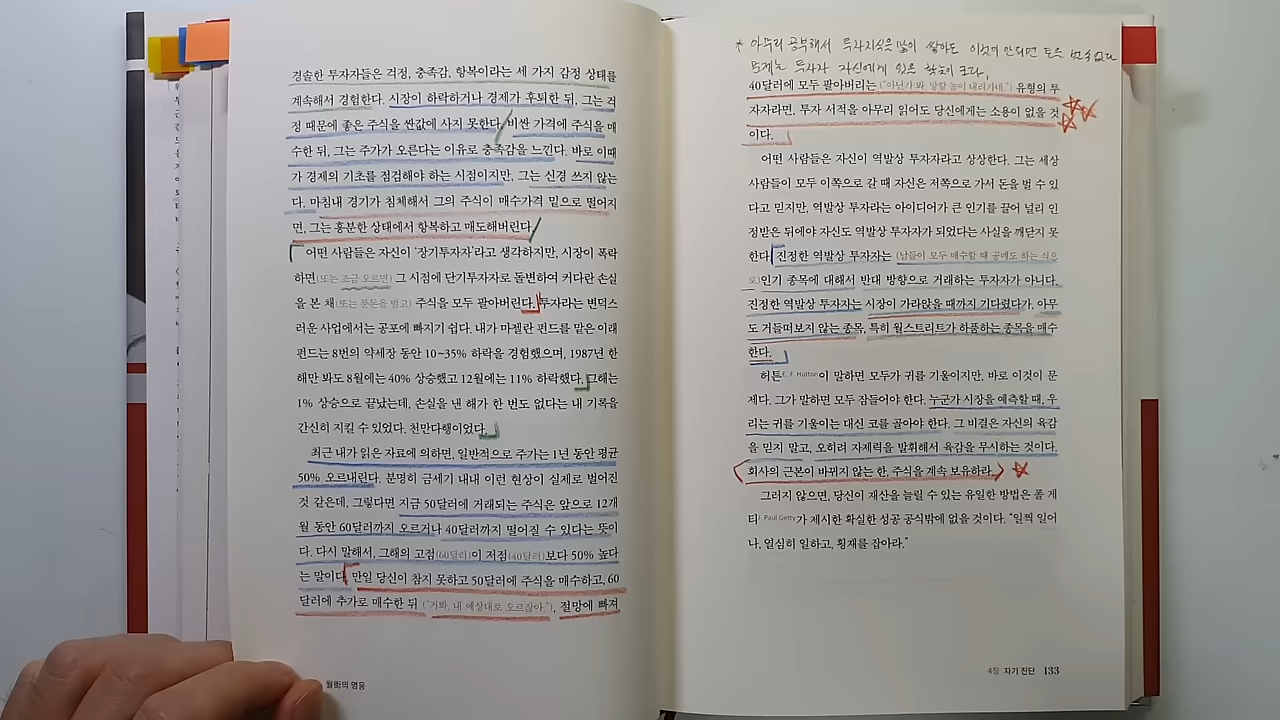 경솔한 투자자들은 걱정, 충족감, 항복이라는 세 가지 감정 상태를
계속해서 경험한다. 시장이 하락하거나 경제가 후퇴한 뒤, 그는 걱
정 때문에 좋은 주식을 싼값에 사지 못한다. 비싼 가격에 주식을 매
수한 뒤, 그는 주가가 오른다는 이유로 충족감을 느낀다. 바로 이때
가 경제의 기초를 점검해야 하는 시점이지만, 그는 신경 쓰지 않는
다. 마침내 경기가 침체해서 그의 주식이 매수가격 밑으로 떨어지
면, 그는 흥분한 상태에서 항복하고 매도해버린다.
어떤 사람들은 자신이 '장기투자자'라고 생각하지만, 시장이 폭락
하면(또는 조금 오르면) 그 시점에 단기투자자로 돌변하여 커다란 손실
을 본 채(또는 푼돈을 벌고) 주식을 모두 팔아버린다. 투자라는 변덕스
러운 사업에서는 공포에 빠지기 쉽다. 내가 마젤란 펀드를 맡은 이래
펀드는 8번의 약세장 동안 10~35% 하락을 경험했으며, 1987년 한
해만 봐도 8월에는 40% 상승했고 12월에는 11% 하락했다. 그해는
1% 상승으로 끝났는데, 손실을 낸 해가 한 번도 없다는 내 기록을
간신히 지킬 수 있었다. 천만다행이었다.
최근 내가 읽은 자료에 의하면, 일반적으로 주가는 1년 동안 평균
50% 오르내린다. 분명히 금세기 내내 이런 현상이 실제로 벌어진
것 같은데, 그렇다면 지금 50달러에 거래되는 주식은 앞으로 12개
월 동안 60달러까지 오르거나 40달러까지 떨어질 수 있다는 뜻이
다. 다시 말해서, 그해의 고점(60달러)이 저점(40달러)보다 50% 높다
는 말이다. 만일 당신이 참지 못하고 50달러에 주식을 매수하고, 60
달러에 추가로 매수한 뒤("거봐, 내 예상대로 오르잖아."), 절망에 빠져
월街의 영웅
* 아무리 공부해서 투자지식은 많이 쌓아도 이것이 안되면 돈은 벌 수 없다
문제는 투자자 자신에게 있을 확률이 크다.
40달러에 모두 팔아버리는("아닌가 봐. 망할 놈이 내려가네.") 유형의 투
자자라면, 투자 서적을 아무리 읽어도 당신에게는 소용이 없을 것
이다.
어떤 사람들은 자신이 역발상 투자자라고 상상한다. 그는 세상
사람들이 모두 이쪽으로 갈 때 자신은 저쪽으로 가서 돈을 벌 수 있
다고 믿지만, 역발상 투자라는 아이디어가 큰 인기를 끌어 널리 인
정받은 뒤에야 자신도 역발상 투자자가 되었다는 사실을 깨닫지 못
한다. 진정한 역발상 투자자는 (남들이 모두 매수할 때 공매도 하는 식으
로)인기 종목에 대해서 반대 방향으로 거래하는 투자자가 아니다.
진정한 역발상 투자자는 시장이 가라앉을 때까지 기다렸다가, 아무
도 거들떠보지 않는 종목, 특히 월스트리트가 하품하는 종목을 매수
한다.
허튼E. F. Hutton이 말하면 모두가 귀를 기울이지만, 바로 이것이 문
제다. 그가 말하면 모두 잠들어야 한다. 누군가 시장을 예측할 때, 우
리는 귀를 기울이는 대신 코를 골아야 한다. 그 비결은 자신의 육감
을 믿지 말고, 오히려 자제력을 발휘해서 육감을 무시하는 것이다.
회사의 근본이 바뀌지 않는 한, 주식을 계속 보유하라.
그러지 않으면, 당신이 재산을 늘릴 수 있는 유일한 방법은 폴 게
티J. Paul Getty가 제시한 확실한 성공 공식밖에 없을 것이다. "일찍 일어
나, 열심히 일하고, 횡재를 잡아라."
4장 자기 진단 133